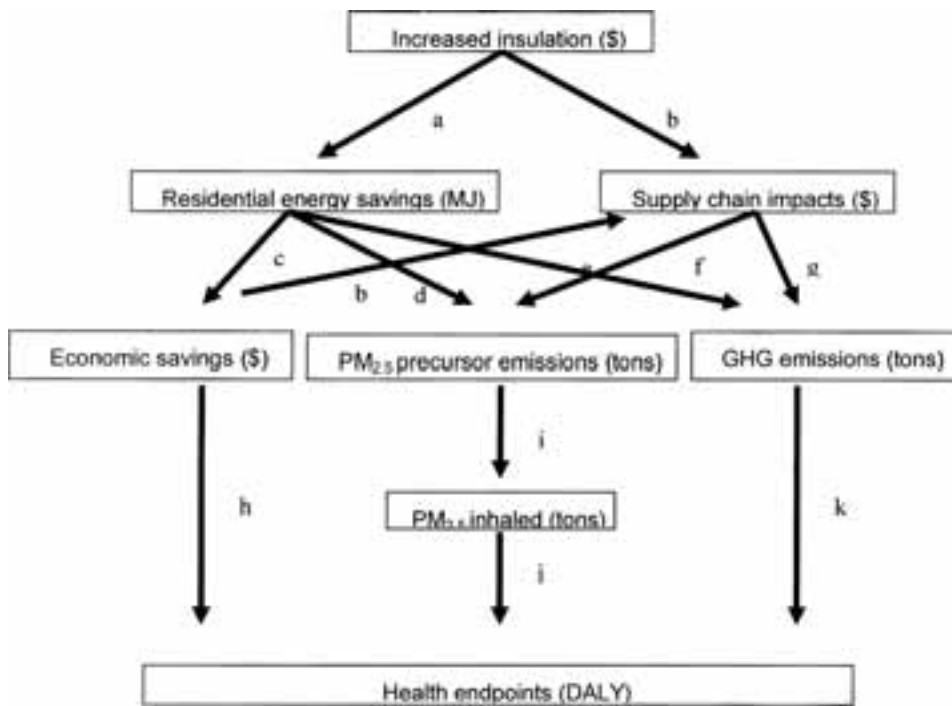 Increased insulation ($)
a
b
Residential energy savings (MJ)
Supply chain impacts ($)
c
b
d
f
g
Economic savings ($)
PM2.5 precursor emissions (tons)
GHG emissions (tons)
i
h
PM2.5 inhaled (tons)
k
j
Health endpoints (DALY)